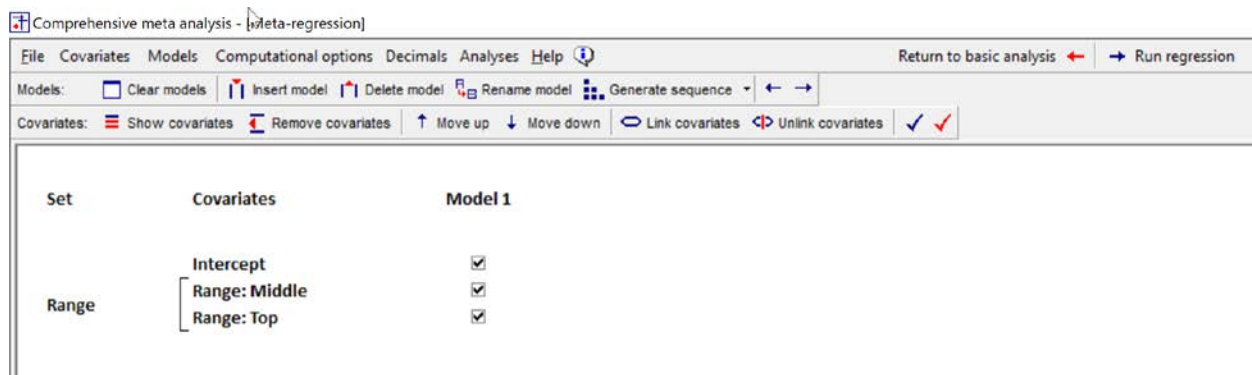 Comprehensive meta analysis - [Meta-regression]
File Covariates Models Computational options Decimals Analyses Help Return to basic analysis Run regression
Models: Clear models Insert model Delete model Rename model Generate sequence
Covariates: Show covariates Remove covariates Move up Move down Link covariates Unlink covariates
Set Covariates Model 1
Intercept
Range: Middle
Range
Range: Top